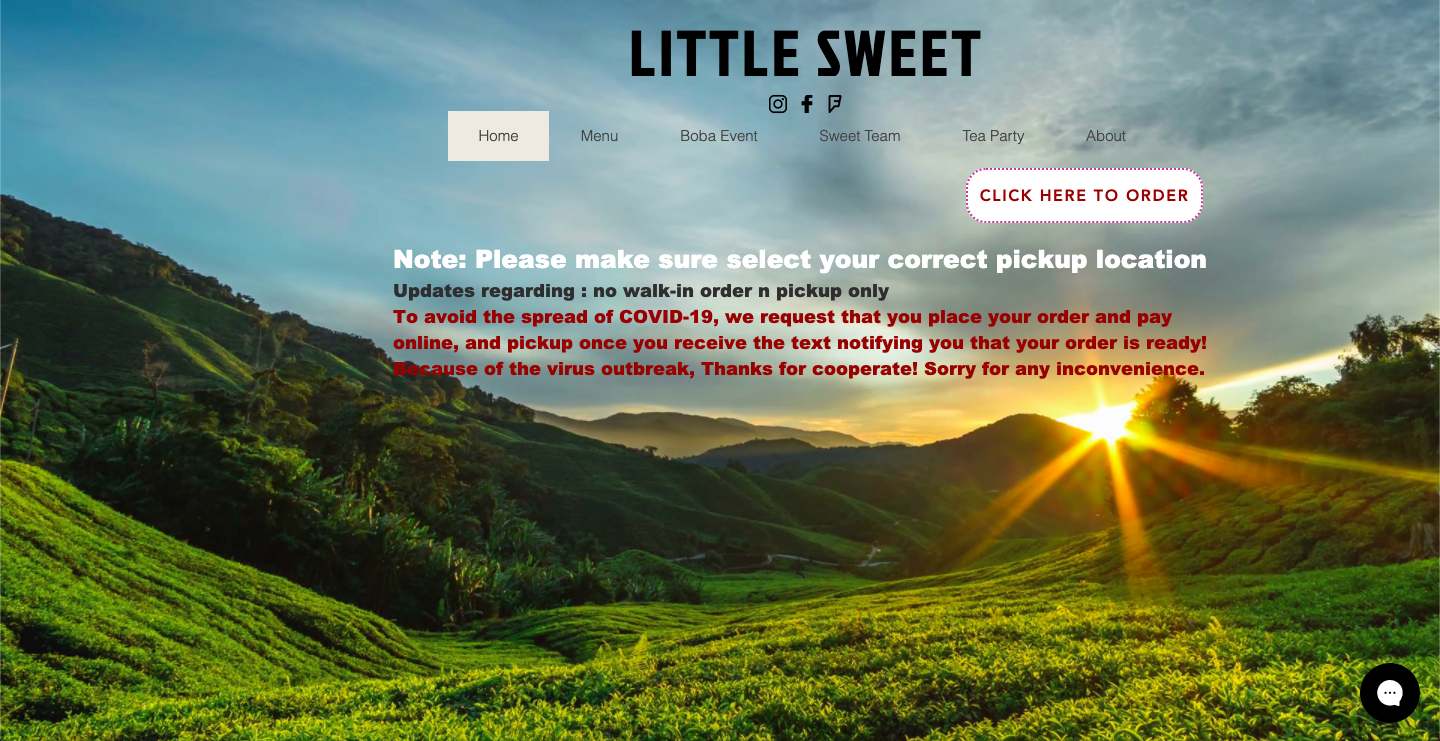 LITTLE SWEET
Home Menu Boba Event Sweet Team Tea Party About
CLICK HERE TO ORDER
Note: Please make sure select your correct pickup location
Updates regarding : no walk-in order n pickup only
To avoid the spread of COVID-19, we request that you place your order and pay
online, and pickup once you receive the text notifying you that your order is ready!
Because of the virus outbreak, Thanks for cooperate! Sorry for any inconvenience.